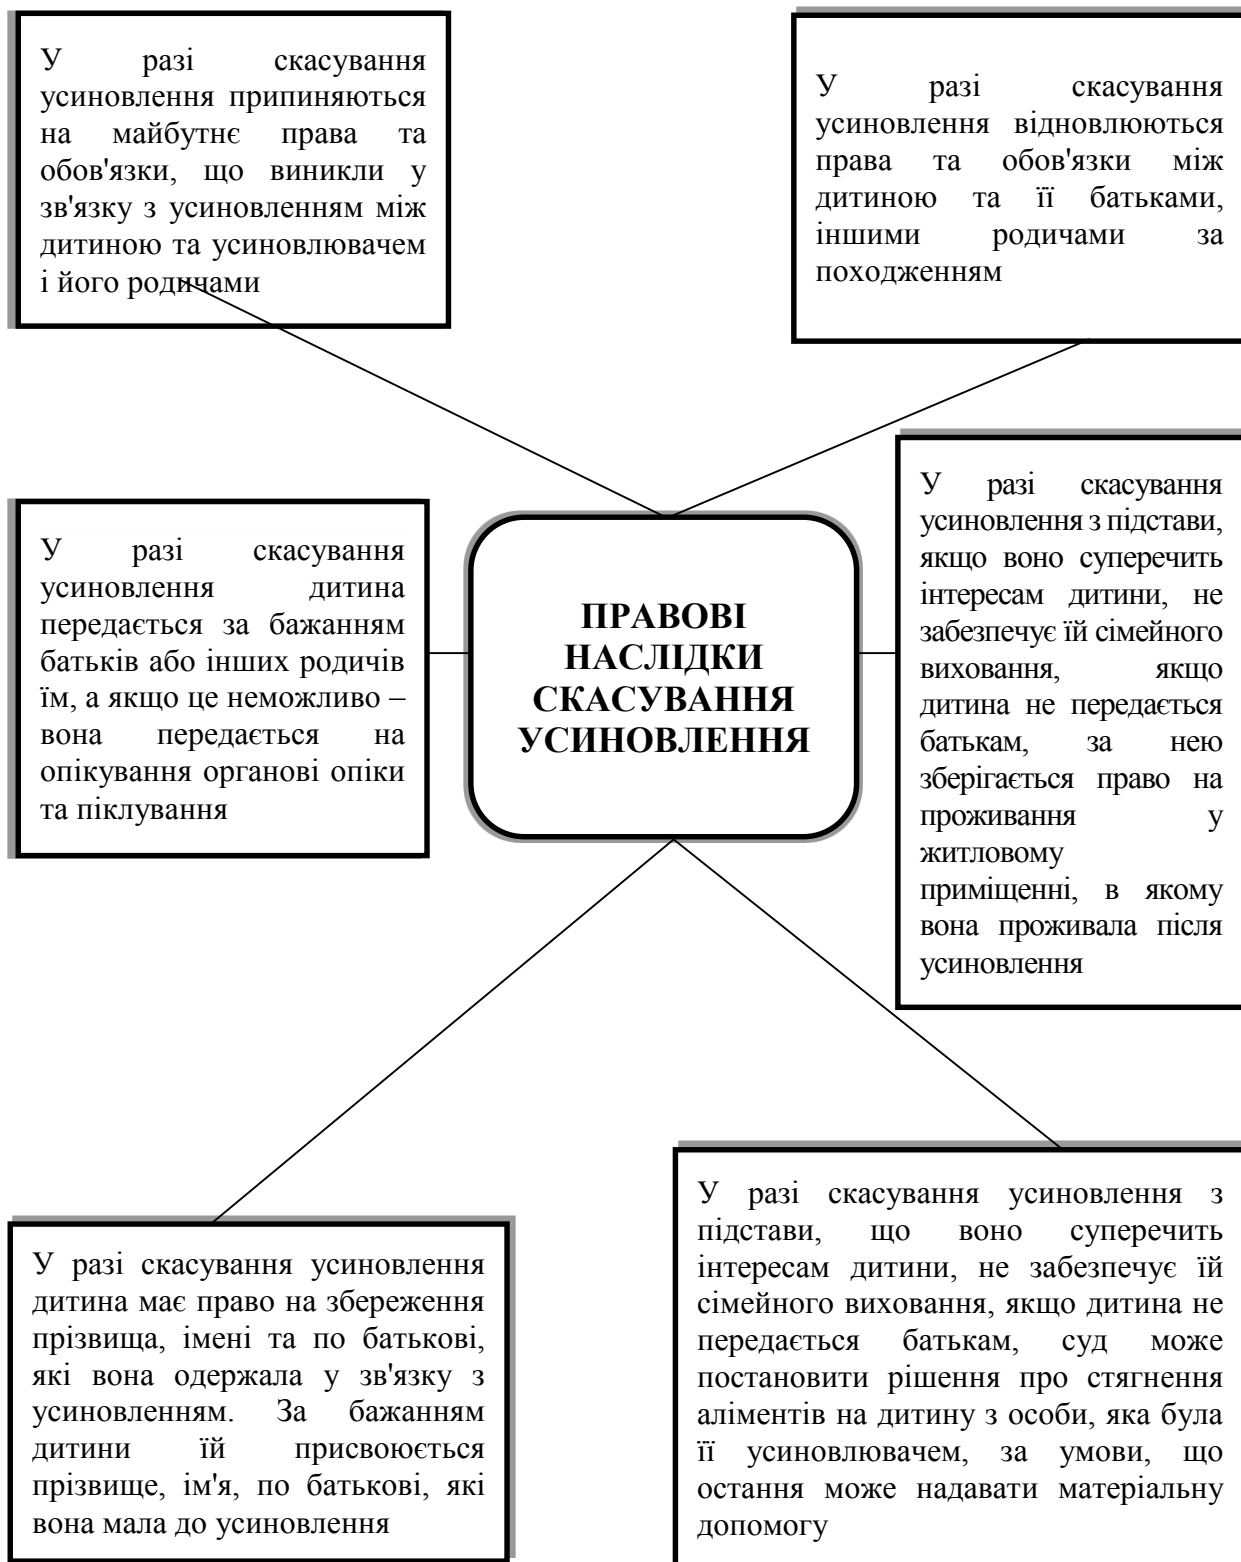 У разі скасування
усиновлення припиняються
на майбутнє права та
обов'язки, що виникли у
зв'язку з усиновленням між
дитиною та усиновлювачем
і його родичами
У разі скасування
усиновлення відновлюються
права та обов'язки між
дитиною та її батьками,
іншими родичами за
походженням
У разі скасування
усиновлення дитина
передається за бажанням
батьків або інших родичів
їм, а якщо це неможливо –
вона передається на
опікування органові опіки
та піклування
ПРАВОВІ
НАСЛІДКИ
СКАСУВАННЯ
УСИНОВЛЕННЯ
У разі скасування
усиновлення з підстави,
якщо воно суперечить
інтересам дитини, не
забезпечує їй сімейного
виховання, якщо
дитина не передається
батькам, за нею
зберігається право на
проживання у
житловому
приміщенні, в якому
вона проживала після
усиновлення
У разі скасування усиновлення
дитина має право на збереження
прізвища, імені та по батькові,
які вона одержала у зв'язку з
усиновленням. За бажанням
дитини їй присвоюється
прізвище, ім'я, по батькові, які
вона мала до усиновлення
У разі скасування усиновлення з
підстави, що воно суперечить
інтересам дитини, не забезпечує їй
сімейного виховання, якщо дитина не
передається батькам, суд може
постановити рішення про стягнення
аліментів на дитину з особи, яка була
її усиновлювачем, за умови, що
остання може надавати матеріальну
допомогу